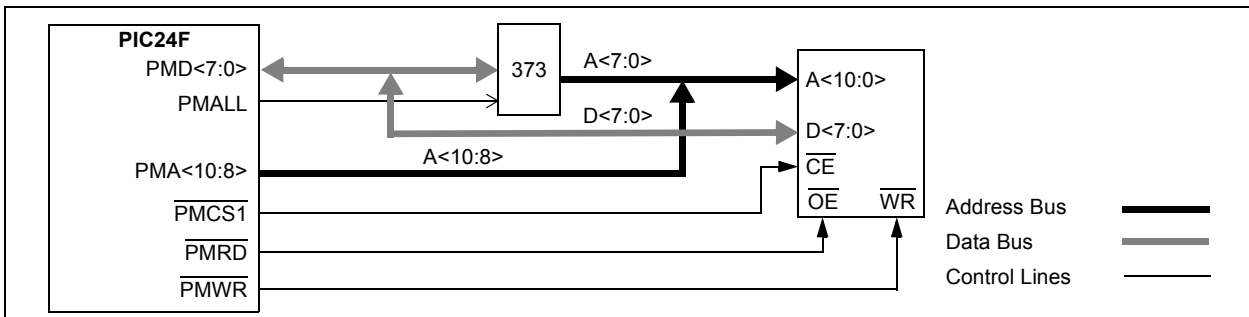 PIC24F
PMD<7:0>
PMALL
PMA<10:8>
PMCS1
PMRD
PMWR
373
A<7:0>
D<7:0>
A<10:8>
A<10:0>
D<7:0>
CE
OE WR
Address Bus
Data Bus
Control Lines